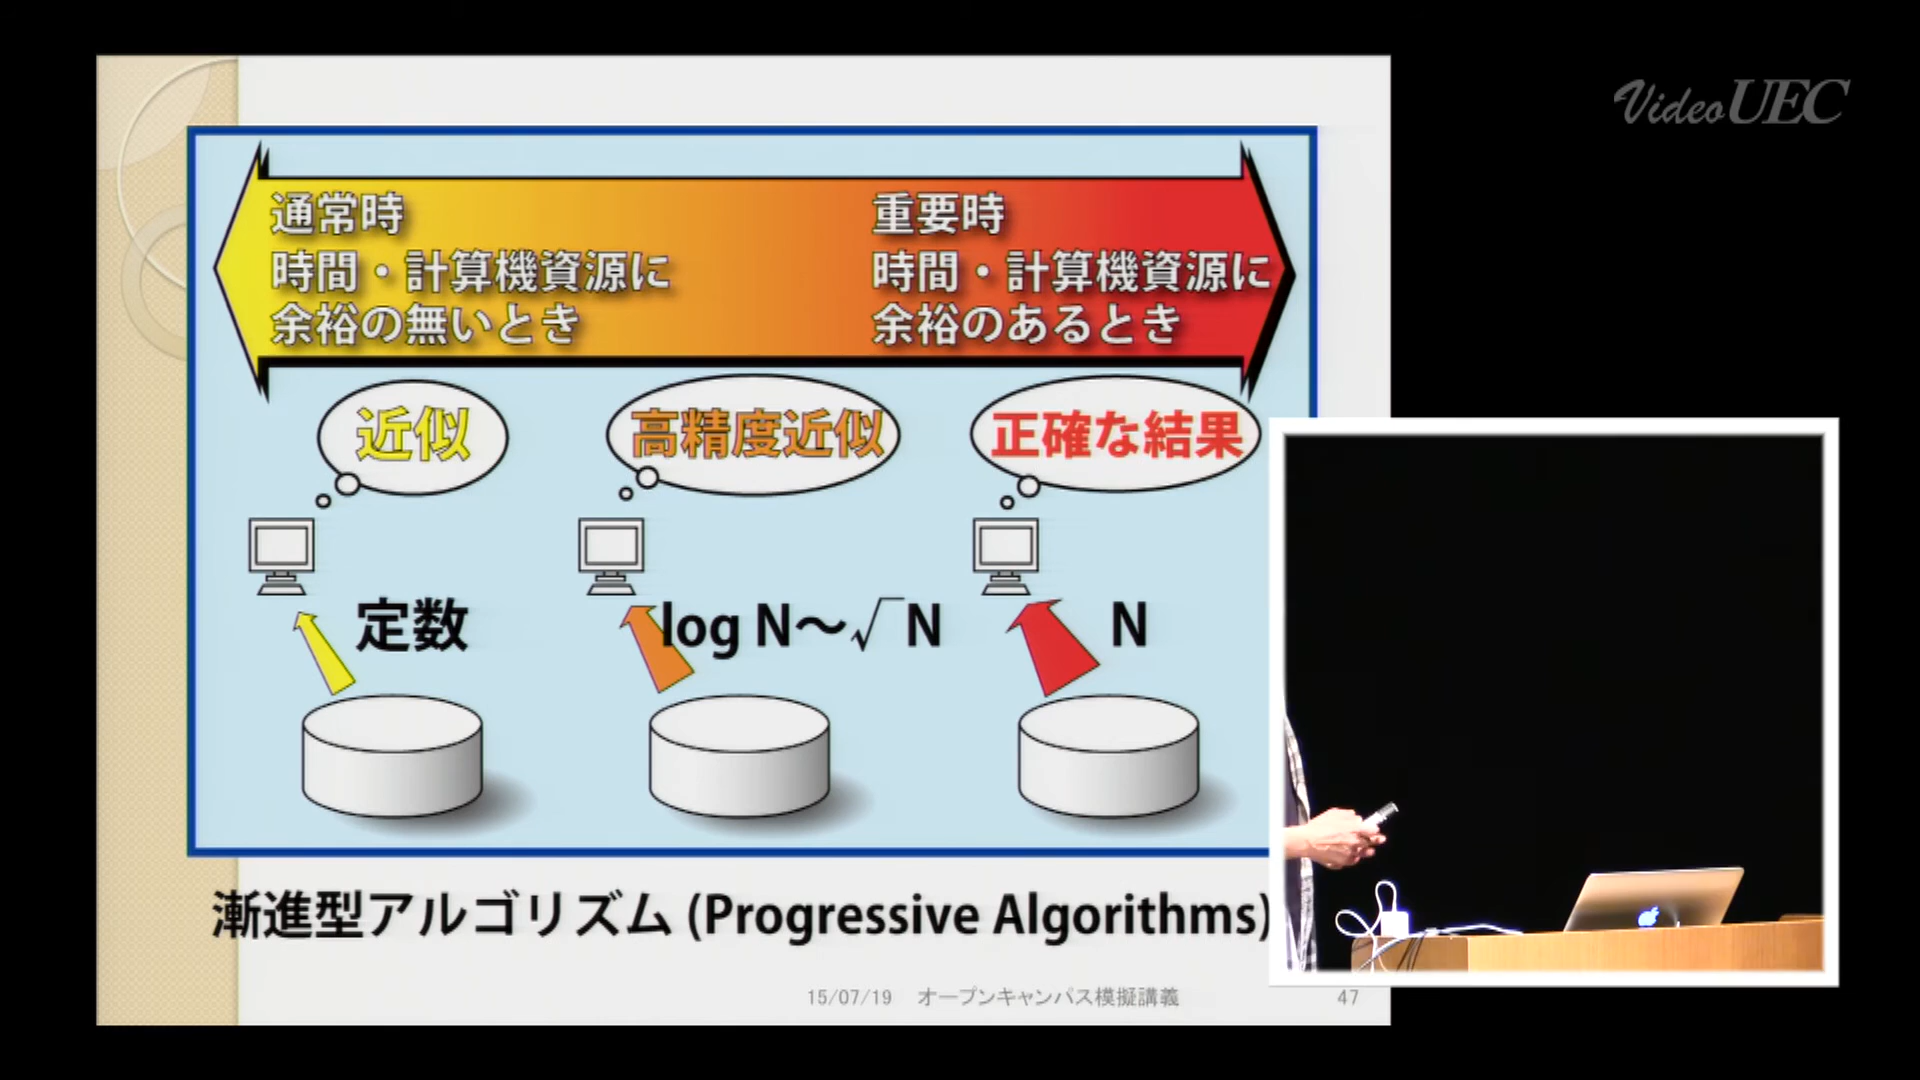 VideoUEC
通常時
時間・計算機資源に
余裕の無いとき
重要時
時間・計算機資源に
余裕のあるとき
近似
高精度近似
正確な結果
定数
log N～√ N
N
漸進型アルゴリズム (Progressive Algorithms)
15/07/19 オープンキャンパス模擬講義 47